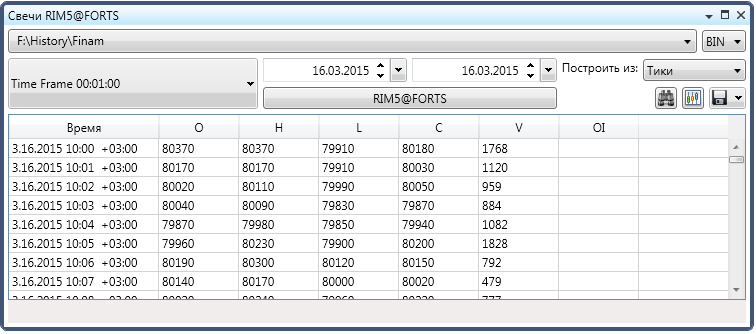 Свечи RIM5@FORTS
F:\History\Finam BIN
Time Frame 00:01:00 16.03.2015 16.03.2015 Построить из: Тики
RIM5@FORTS
Время O H L C V OI
3.16.2015 10:00 +03:00 80370 80370 79910 80180 1768
3.16.2015 10:01 +03:00 80170 80170 79910 80030 1120
3.16.2015 10:02 +03:00 80020 80110 79990 80050 959
3.16.2015 10:03 +03:00 80040 80090 79830 79870 884
3.16.2015 10:04 +03:00 79870 79980 79850 79940 1082
3.16.2015 10:05 +03:00 79960 80230 79900 80200 1828
3.16.2015 10:06 +03:00 80190 80300 80120 80150 792
3.16.2015 10:07 +03:00 80140 80170 80000 80020 479